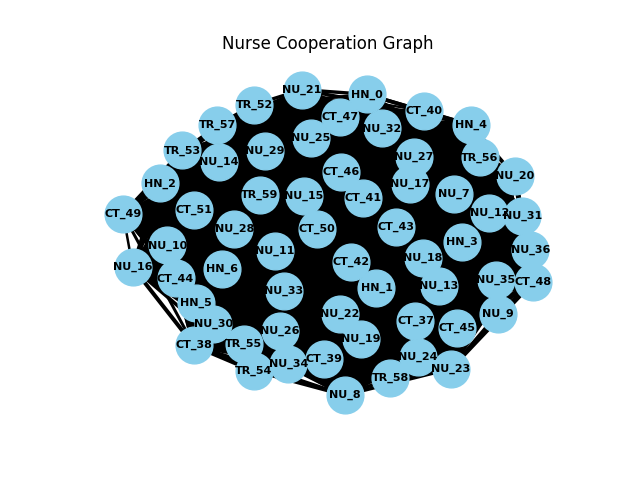 Nurse Cooperation Graph
NU_21
HN_0
TR_52
CT_40
CT_47
TR_57
HN_4
NU_32
NU_25
TR_53
NU_29
NU_14
NU_27
TR_56
CT_46
NU_20
HN_2
NU_17
TR_59
NU_15
CT_41
NU_7
CT_51
CT_49
NU_12
NU_31
CT_43
NU_28
CT_50
HN_3
NU_10
NU_11
NU_36
NU_18
CT_42
NU_16
HN_6
CT_44
NU_35
CT_48
NU_13
HN_1
NU_33
HN_5
NU_22
NU_9
CT_37
NU_30
CT_45
NU_26
NU_19
CT_38
TR_55
NU_24
CT_39
NU_34
NU_23
TR_54
TR_58
NU_8